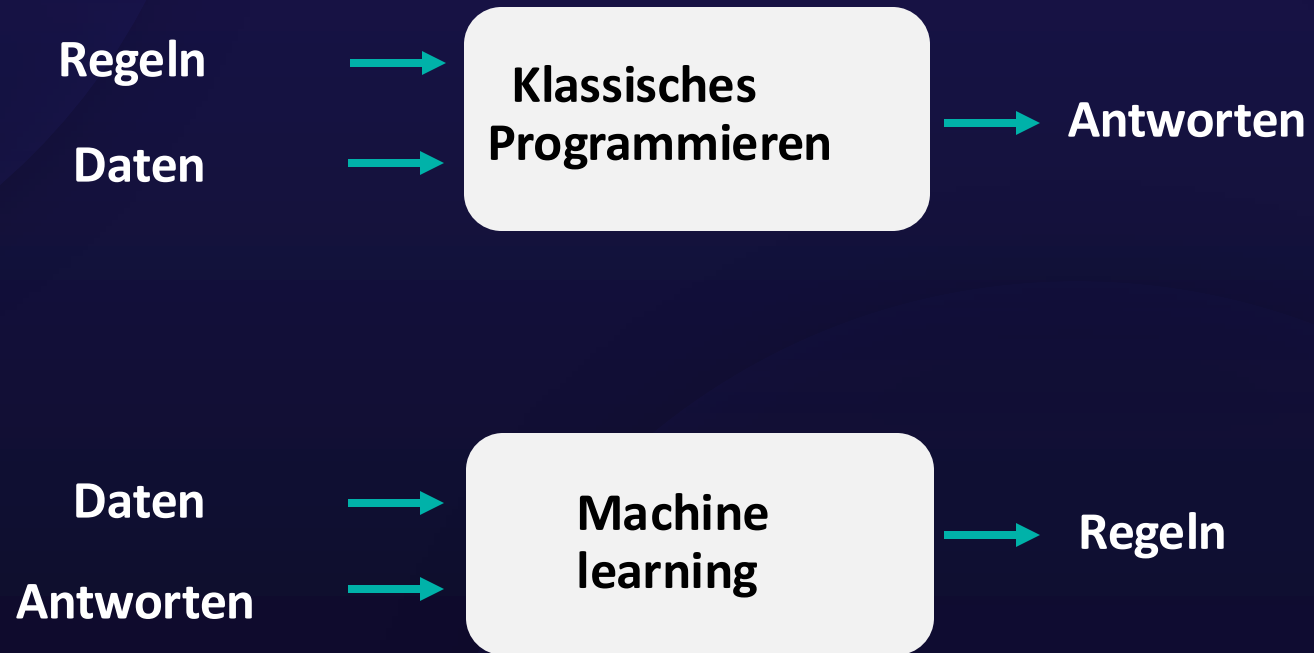 Regeln
Daten
Klassisches
Programmieren
Antworten
Daten
Antworten
Machine
learning
Regeln